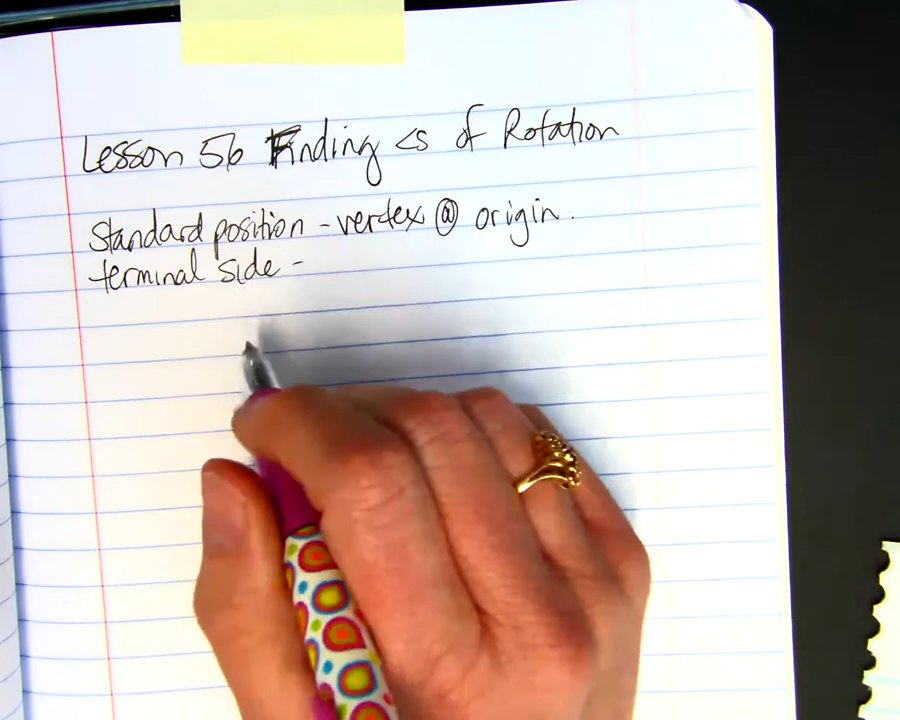 Lesson 56 Finding <s of Rotation
Standard position - vertex @ origin.
terminal side -